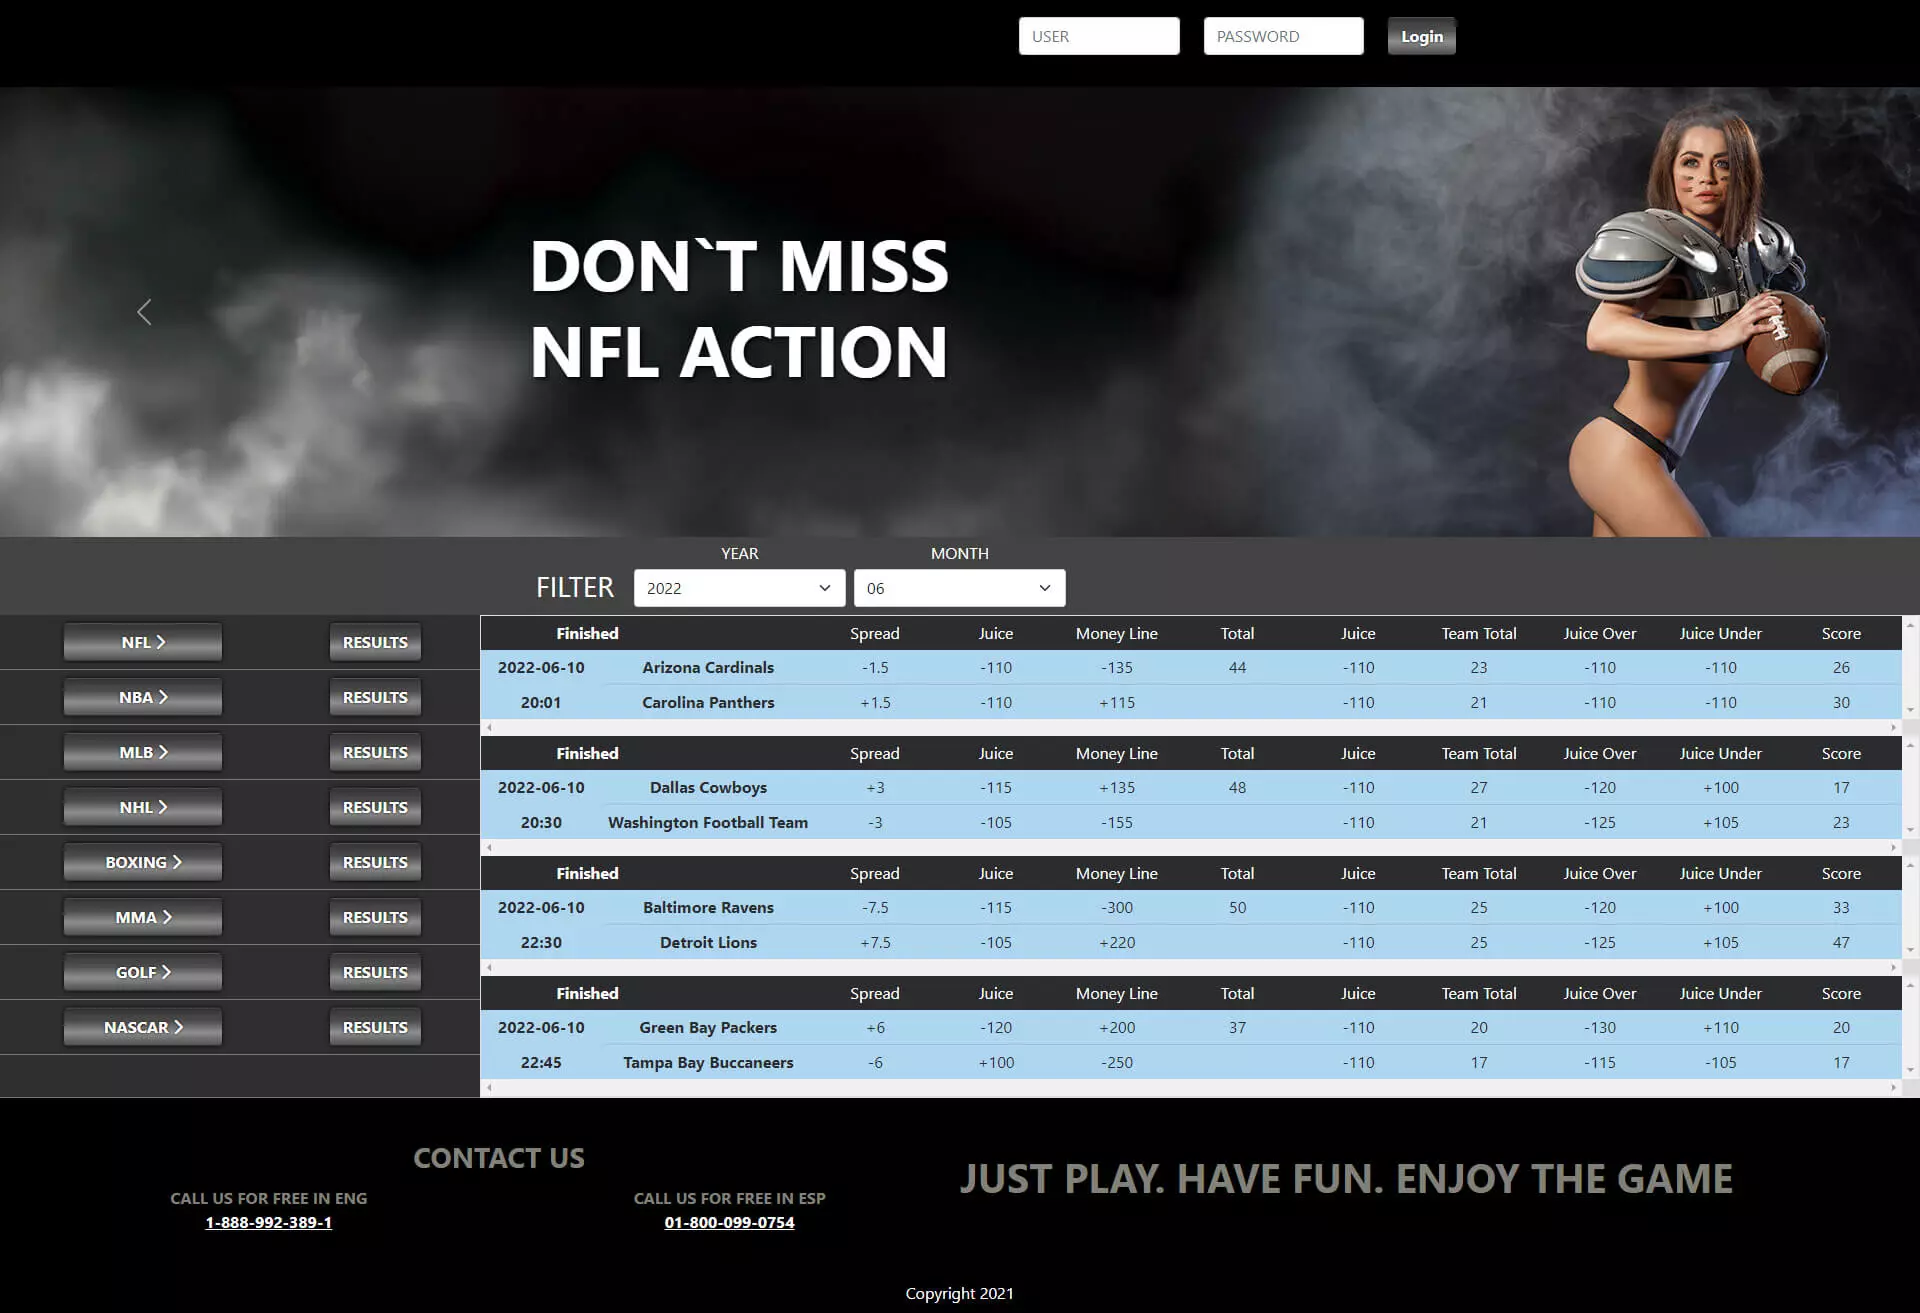 USER PASSWORD Login
DON`T MISS
NFL ACTION
YEAR MONTH
FILTER 2022 06
NFL RESULTS
NBA RESULTS
MLB RESULTS
NHL RESULTS
BOXING RESULTS
MMA RESULTS
GOLF RESULTS
NASCAR RESULTS
Finished Spread Juice Money Line Total Juice Team Total Juice Over Juice Under Score
2022-06-10 Arizona Cardinals -1.5 -110 -135 44 -110 23 -110 -110 26
20:01 Carolina Panthers +1.5 -110 +115 -110 21 -110 -110 30
Finished Spread Juice Money Line Total Juice Team Total Juice Over Juice Under Score
2022-06-10 Dallas Cowboys +3 -115 +135 48 -110 27 -120 +100 17
20:30 Washington Football Team -3 -105 -155 -110 21 -125 +105 23
Finished Spread Juice Money Line Total Juice Team Total Juice Over Juice Under Score
2022-06-10 Baltimore Ravens -7.5 -115 -300 50 -110 25 -120 +100 33
22:30 Detroit Lions +7.5 -105 +220 -110 25 -125 +105 47
Finished Spread Juice Money Line Total Juice Team Total Juice Over Juice Under Score
2022-06-10 Green Bay Packers +6 -120 +200 37 -110 20 -130 +110 20
22:45 Tampa Bay Buccaneers -6 +100 -250 -110 17 -115 -105 17
CONTACT US
CALL US FOR FREE IN ENG
1-888-992-389-1
CALL US FOR FREE IN ESP
01-800-099-0754
JUST PLAY. HAVE FUN. ENJOY THE GAME
Copyright 2021